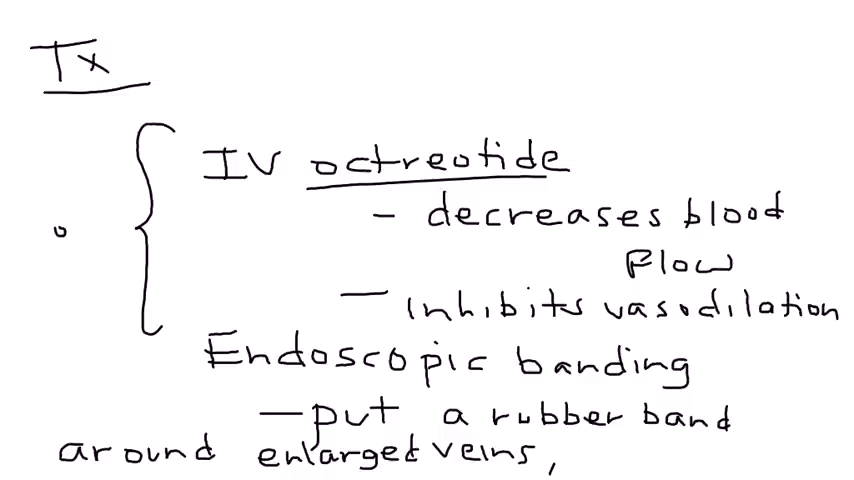 Tx
IV octreotide
- decreases blood
flow
- Inhibits vasodilation
Endoscopic banding
- put a rubber band
around enlarged veins,